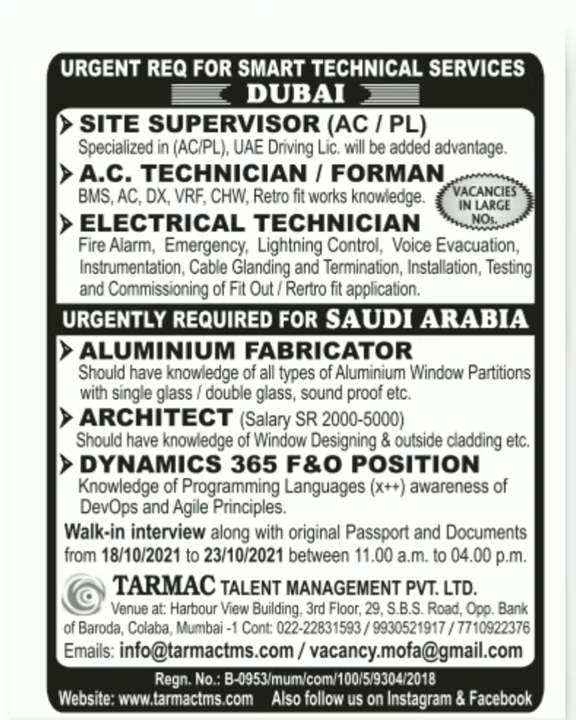 URGENT REQ FOR SMART TECHNICAL SERVICES
DUBAI
SITE SUPERVISOR (AC / PL)
Specialized in (AC/PL), UAE Driving Lic. will be added advantage.
A.C. TECHNICIAN / FORMAN
BMS, AC, DX, VRF, CHW, Retro fit works knowledge.
VACANCIES
IN LARGE
NOs.
ELECTRICAL TECHNICIAN
Fire Alarm, Emergency, Lightning Control, Voice Evacuation,
Instrumentation, Cable Glanding and Termination, Installation, Testing
and Commissioning of Fit Out / Rertro fit application.
URGENTLY REQUIRED FOR SAUDI ARABIA
ALUMINIUM FABRICATOR
Should have knowledge of all types of Aluminium Window Partitions
with single glass / double glass, sound proof etc.
ARCHITECT (Salary SR 2000-5000)
Should have knowledge of Window Designing & outside cladding etc.
DYNAMICS 365 F&O POSITION
Knowledge of Programming Languages (x++) awareness of
DevOps and Agile Principles.
Walk-in interview along with original Passport and Documents
from 18/10/2021 to 23/10/2021 between 11.00 a.m. to 04.00 p.m.
TARMAC TALENT MANAGEMENT PVT. LTD.
Venue at: Harbour View Building, 3rd Floor, 29, S.B.S. Road, Opp. Bank
of Baroda, Colaba, Mumbai -1 Cont: 022-22831593 / 9930521917 / 7710922376
Emails: info@tarmactms.com / vacancy.mofa@gmail.com
Regn. No.: B-0953/mum/com/100/5/9304/2018
Website: www.tarmactms.com Also follow us on Instagram & Facebook